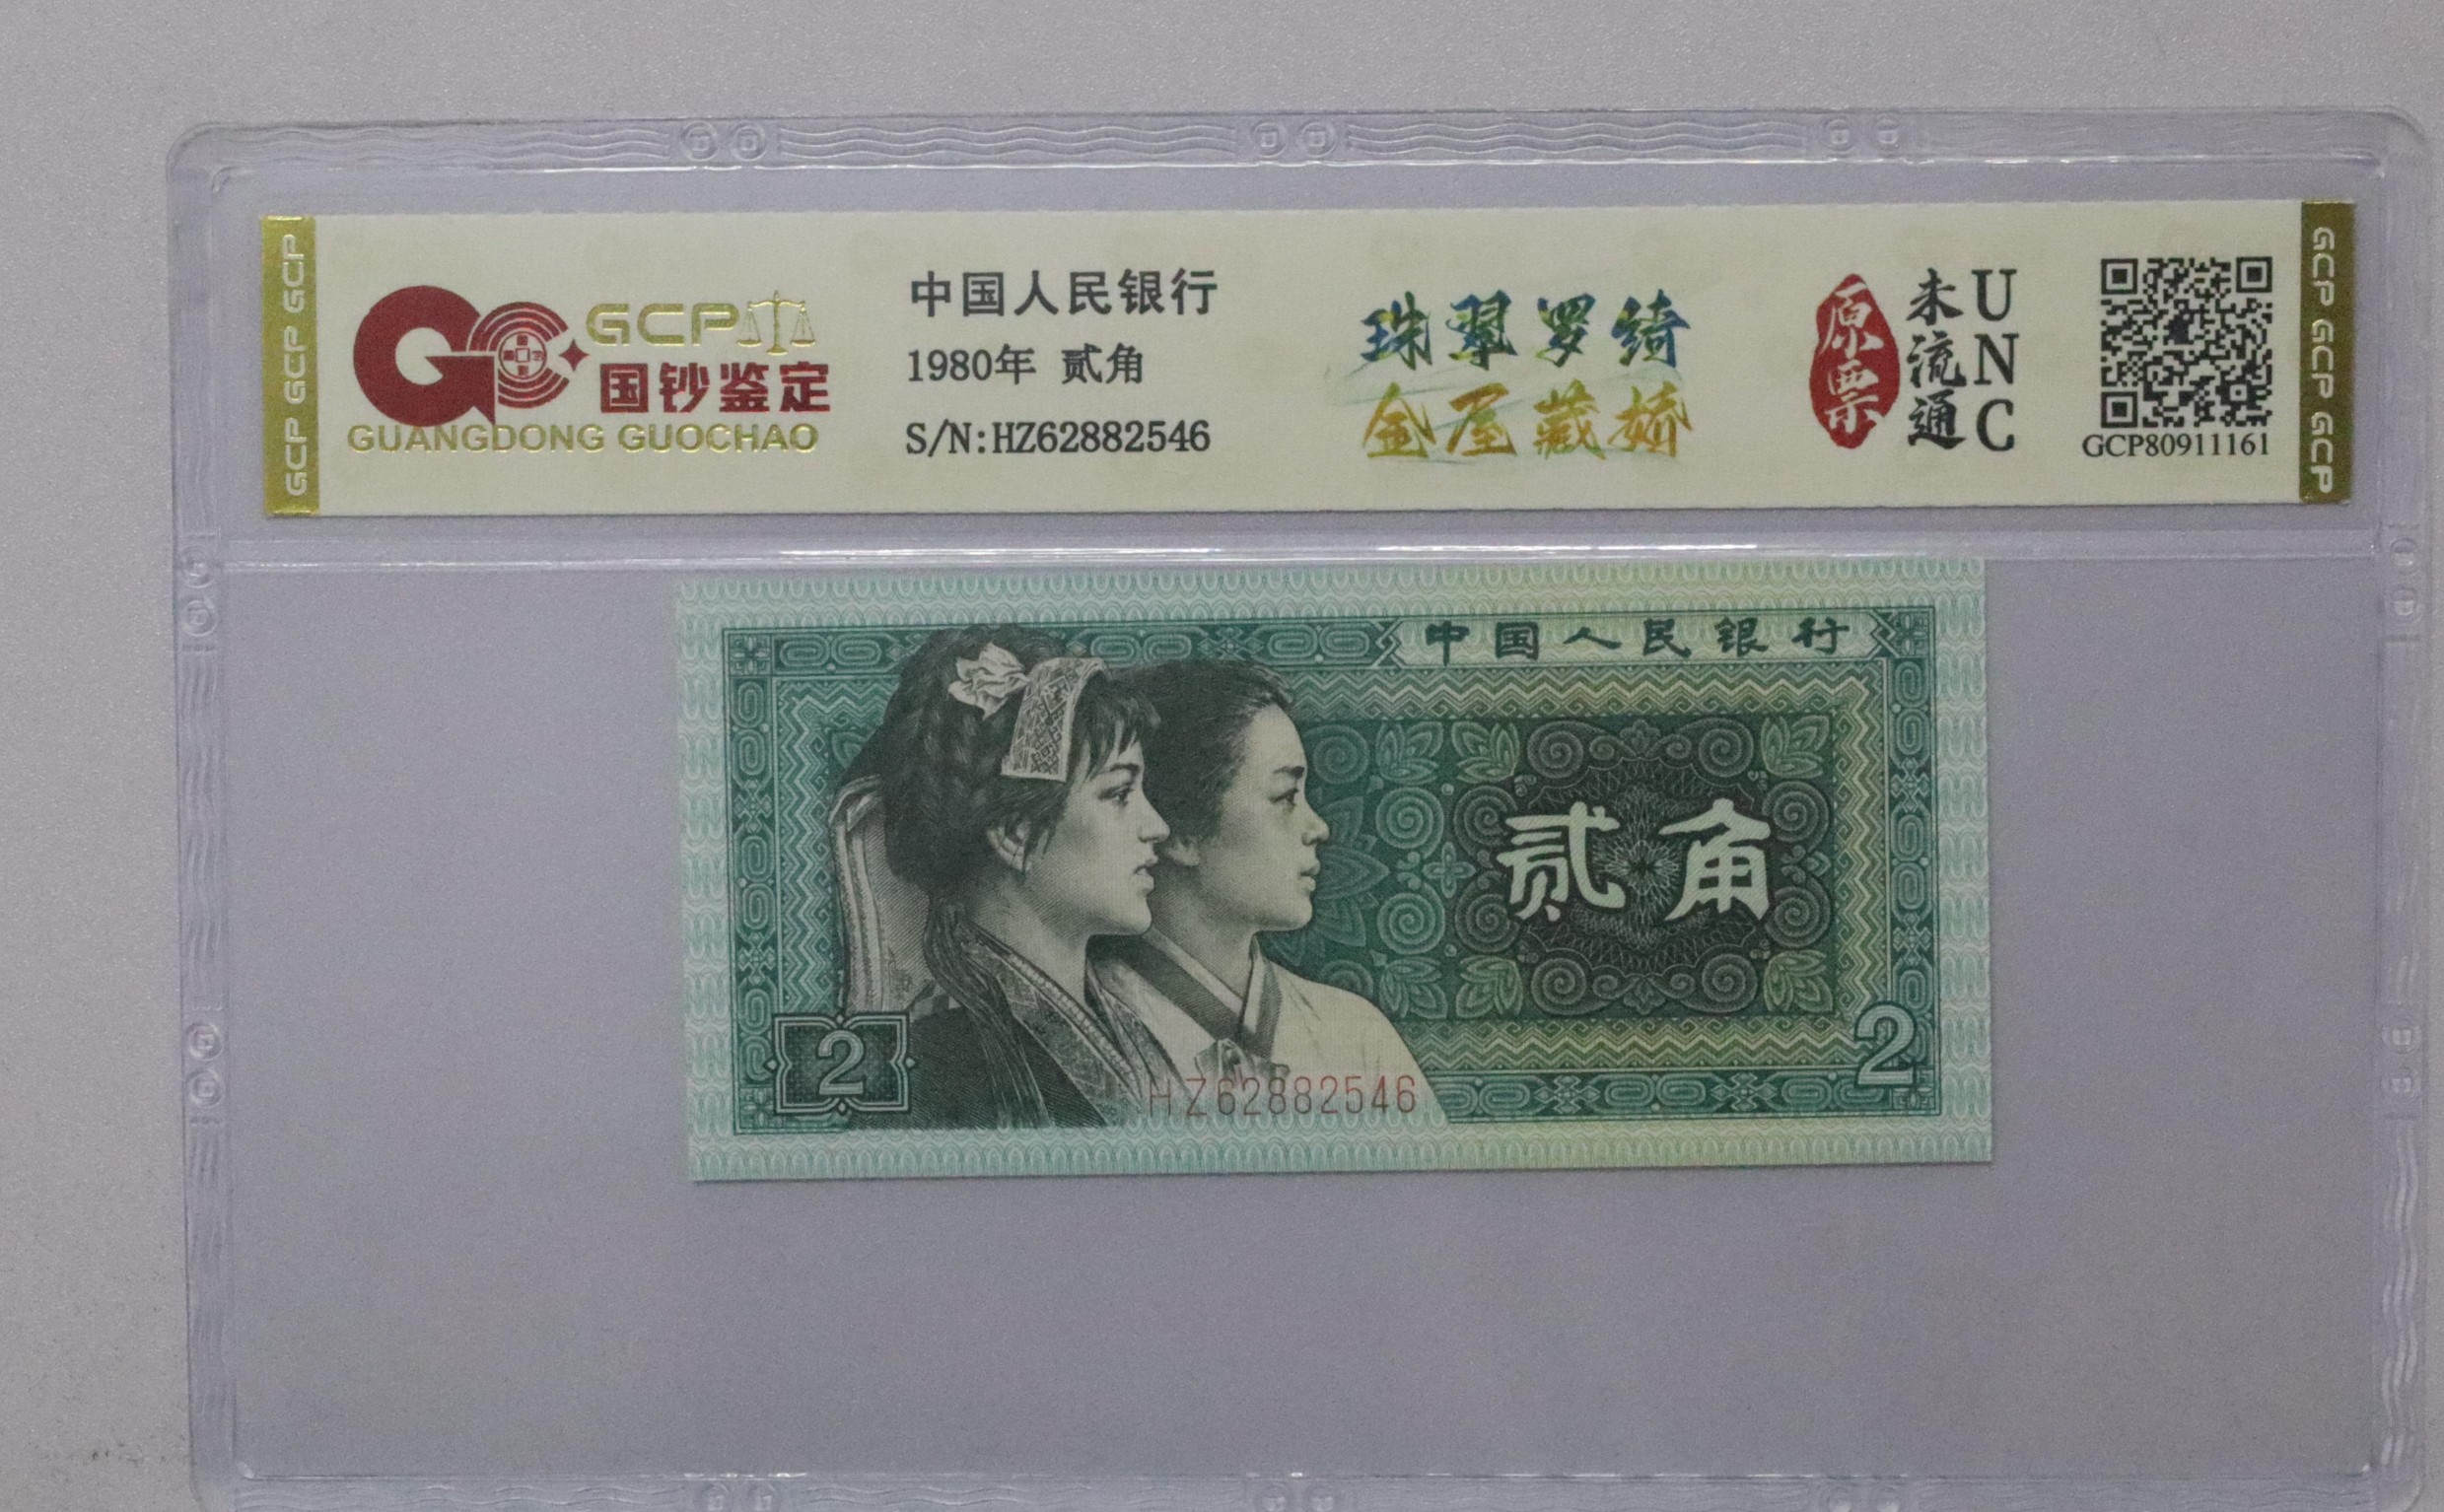 GCP GCP GCP
GCP
国钞鉴定
GUANGDONG GUOCHAO
中国人民银行
1980年 贰角
S/N:HZ62882546
珠翠罗绮
金屋藏娇
原票
未流通
UNC
GCP80911161
GCP GCP GCP
中国人民银行
贰角
2
2
HZ62882546